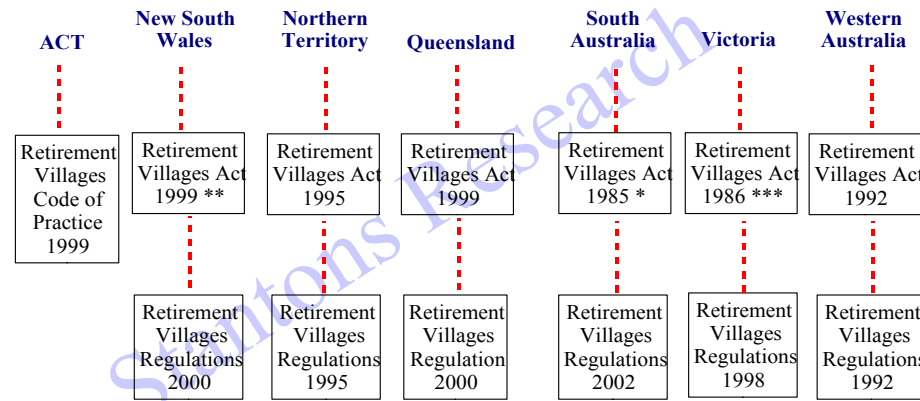 ACT
New South
Wales
Northern
Territory
Queensland
South
Australia
Victoria
Western
Australia
Retirement
Villages
Code of
Practice
1999
Retirement
Villages Act
1999 **
Retirement
Villages Act
1995
Retirement
Villages Act
1999
Retirement
Villages Act
1985 *
Retirement
Villages Act
1986 ***
Retirement
Villages Act
1992
Retirement
Villages
Regulations
2000
Retirement
Villages
Regulations
1995
Retirement
Villages
Regulation
2000
Retirement
Villages
Regulations
2002
Retirement
Villages
Regulations
1998
Retirement
Villages
Regulations
1992
Stantons Research